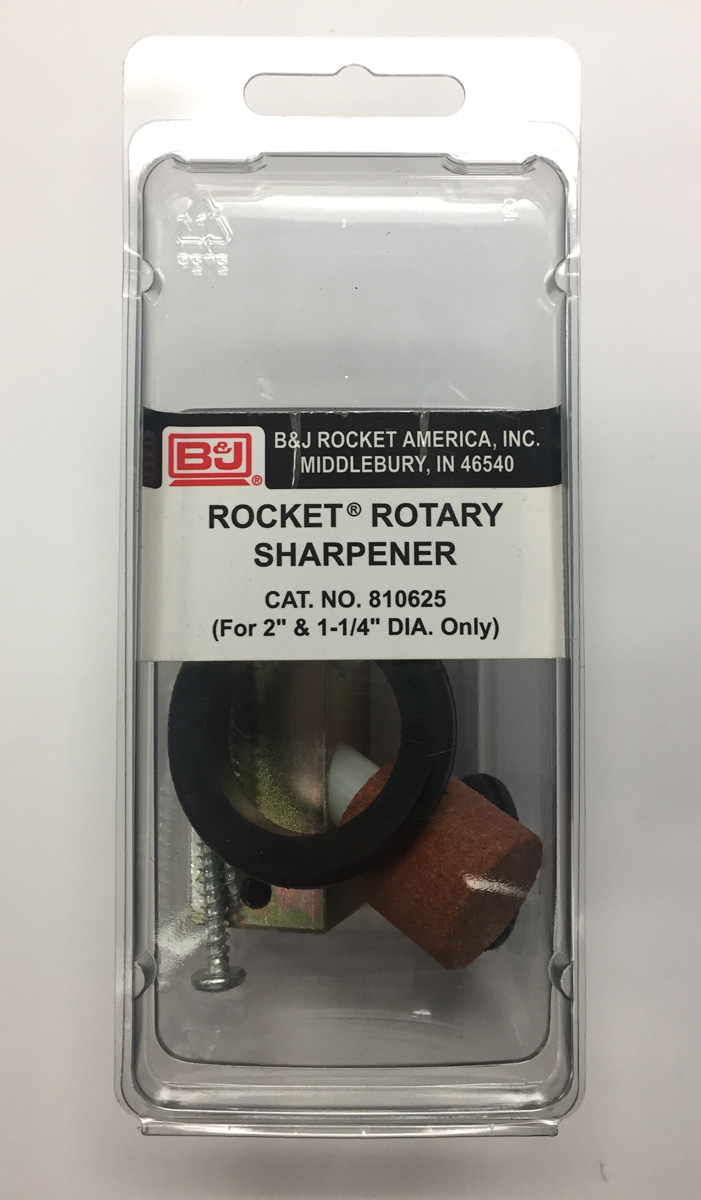 B&J®
B&J ROCKET AMERICA, INC.
MIDDLEBURY, IN 46540
ROCKET® ROTARY
SHARPENER
CAT. NO. 810625
(For 2" & 1-1/4" DIA. Only)